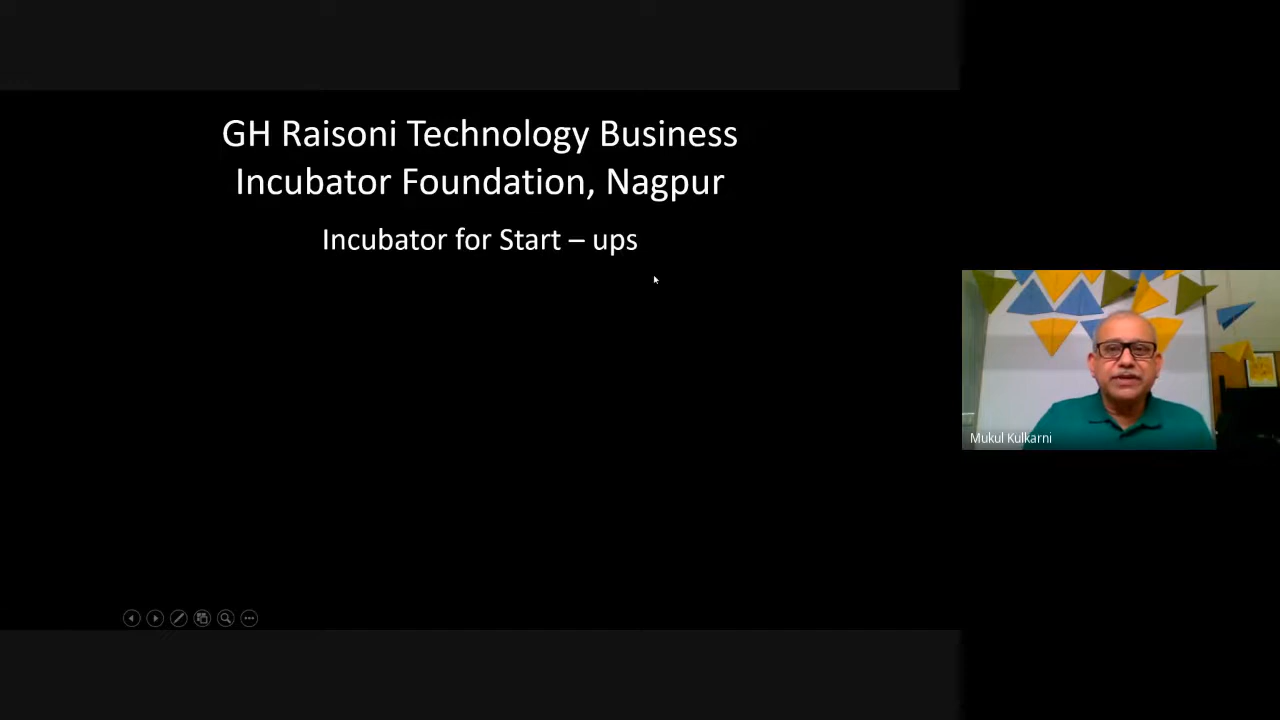 GH Raisoni Technology Business
Incubator Foundation, Nagpur
Incubator for Start – ups
Mukul Kulkarni